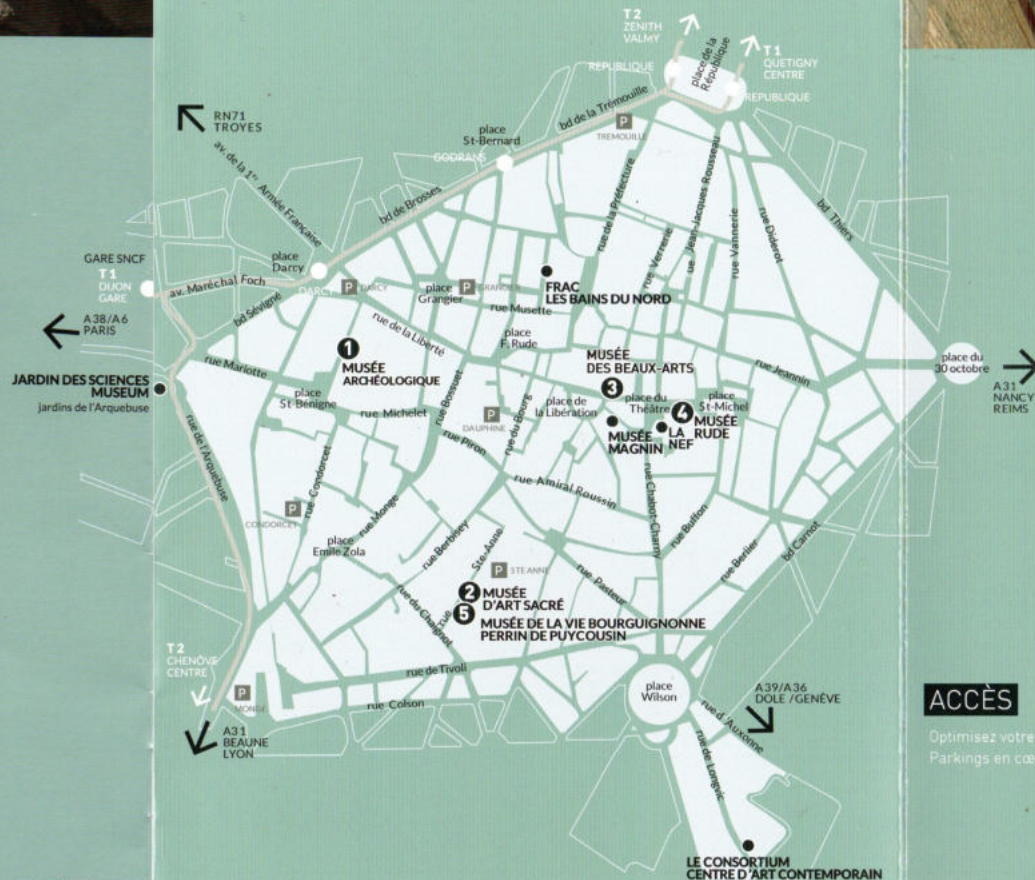 T2
ZENITH
VALMY
place de la
République
T1
QUETIGNY
CENTRE
REPUBLIQUE
REPUBLIQUE
RN71
TROYES
place
St-Bernard
bd de la Trémouille
P
TREMOUILLE
GODRANS
av. de la 1re Armée Française
bd de Brosses
rue de la Préfecture
ue Jean-Jacques Rousseau
rue Verrerie
rue Vannerie
rue Diderot
bd Thiers
GARE SNCF
T1
DIJON
GARE
place
Darcy
av. Maréchal Foch
DARCY
P
DARCY
place
Grangier
P
GRANGIER
FRAC
LES BAINS DU NORD
rue Musette
bd Sévigné
A38/A6
PARIS
rue de la Liberté
place
F. Rude
1
MUSÉE
ARCHÉOLOGIQUE
rue Mariotte
MUSÉE
DES BEAUX-ARTS
3
rue Jeannin
place du
30 octobre
A31
NANCY
REIMS
JARDIN DES SCIENCES
MUSEUM
jardins de l'Arquebuse
place
St-Bénigne
rue Michelet
rue Bossuet
P
DAUPHINE
rue du Bourg
place de
la Libération
place du
Théâtre
place
St-Michel
4
MUSÉE
RUDE
LA
NEF
MUSÉE
MAGNIN
rue de l'Arquebuse
rue Piron
rue Condorcet
P
CONDORCET
rue Monge
rue Amiral Roussin
rue Chabot-Charny
rue Buffon
place
Emile Zola
rue Berbisey
rue Ste-Anne
P
STE ANNE
rue Pasteur
rue Berlier
bd Carnot
2
MUSÉE
D'ART SACRÉ
5
MUSÉE DE LA VIE BOURGUIGNONNE
PERRIN DE PUYCOUSIN
rue du Chaignot
T2
CHENÔVE
CENTRE
rue de Tivoli
P
MONGE
rue Colson
A31
BEAUNE
LYON
place
Wilson
A39/A36
DOLE /GENÈVE
rue d'Auxonne
rue de Longvic
ACCÈS
Optimisez votre
Parkings en cœ
LE CONSORTIUM
CENTRE D'ART CONTEMPORAIN